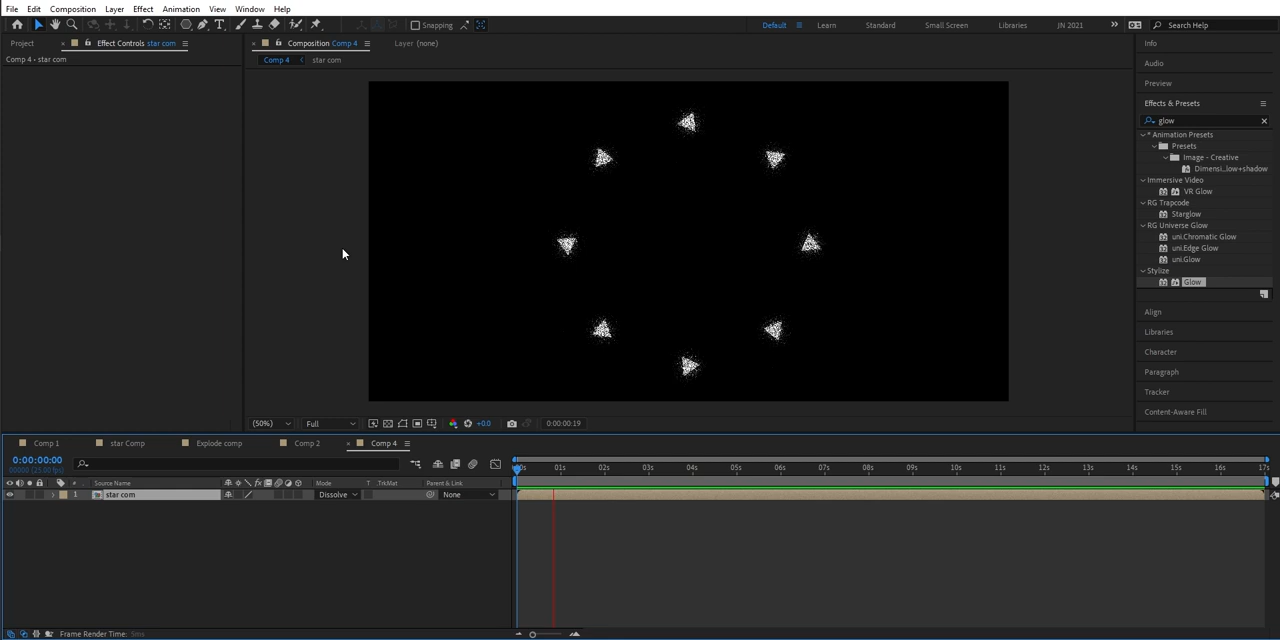 File Edit Composition Layer Effect Animation View Window Help
Snapping
Default Learn Standard Small Screen Libraries JN 2021 Search Help
Project Effect Controls star com
Comp 4 • star com
Composition Comp 4 Layer (none)
Comp 4 star com
Info
Audio
Preview
Effects & Presets
glow
* Animation Presets
Presets
Image - Creative
Dimensi...low+shadow
Immersive Video
VR Glow
RG Trapcode
Starglow
RG Universe Glow
uni.Chromatic Glow
uni.Edge Glow
uni.Glow
Stylize
Glow
Align
Libraries
Character
Paragraph
Tracker
Content-Aware Fill
(50%) Full +0.0 0:00:00:19
Comp 1 star Comp Explode comp Comp 2 Comp 4
0:00:00:00
00000 (25.00 fps)
01s 02s 03s 04s 05s 06s 07s 08s 09s 10s 11s 12s 13s 14s 15s 16s 17s
# Source Name Mode T .TrkMat Parent & Link
1 star com Dissolve None
Frame Render Time: 5ms